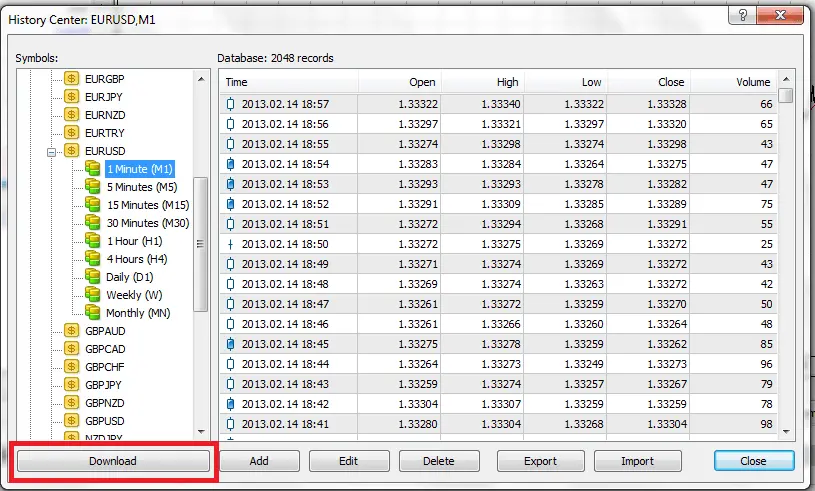 History Center: EURUSD,M1
Symbols:
Database: 2048 records
EURGBP
EURJPY
EURNZD
EURTRY
EURUSD
1 Minute (M1)
5 Minutes (M5)
15 Minutes (M15)
30 Minutes (M30)
1 Hour (H1)
4 Hours (H4)
Daily (D1)
Weekly (W)
Monthly (MN)
GBPAUD
GBPCAD
GBPCHF
GBPJPY
GBPNZD
GBPUSD
NZDJPY
Time Open High Low Close Volume
2013.02.14 18:57 1.33322 1.33340 1.33322 1.33328 66
2013.02.14 18:56 1.33297 1.33321 1.33297 1.33320 65
2013.02.14 18:55 1.33274 1.33298 1.33274 1.33298 43
2013.02.14 18:54 1.33283 1.33284 1.33264 1.33275 47
2013.02.14 18:53 1.33293 1.33293 1.33278 1.33282 47
2013.02.14 18:52 1.33291 1.33309 1.33285 1.33289 75
2013.02.14 18:51 1.33272 1.33294 1.33268 1.33291 55
2013.02.14 18:50 1.33272 1.33275 1.33269 1.33272 25
2013.02.14 18:49 1.33271 1.33274 1.33269 1.33272 43
2013.02.14 18:48 1.33269 1.33274 1.33261 1.33272 42
2013.02.14 18:47 1.33261 1.33272 1.33259 1.33270 50
2013.02.14 18:46 1.33261 1.33266 1.33260 1.33264 48
2013.02.14 18:45 1.33275 1.33278 1.33259 1.33262 85
2013.02.14 18:44 1.33264 1.33273 1.33249 1.33273 96
2013.02.14 18:43 1.33259 1.33274 1.33257 1.33267 79
2013.02.14 18:42 1.33304 1.33307 1.33259 1.33259 78
2013.02.14 18:41 1.33280 1.33304 1.33268 1.33304 98
Download Add Edit Delete Export Import Close